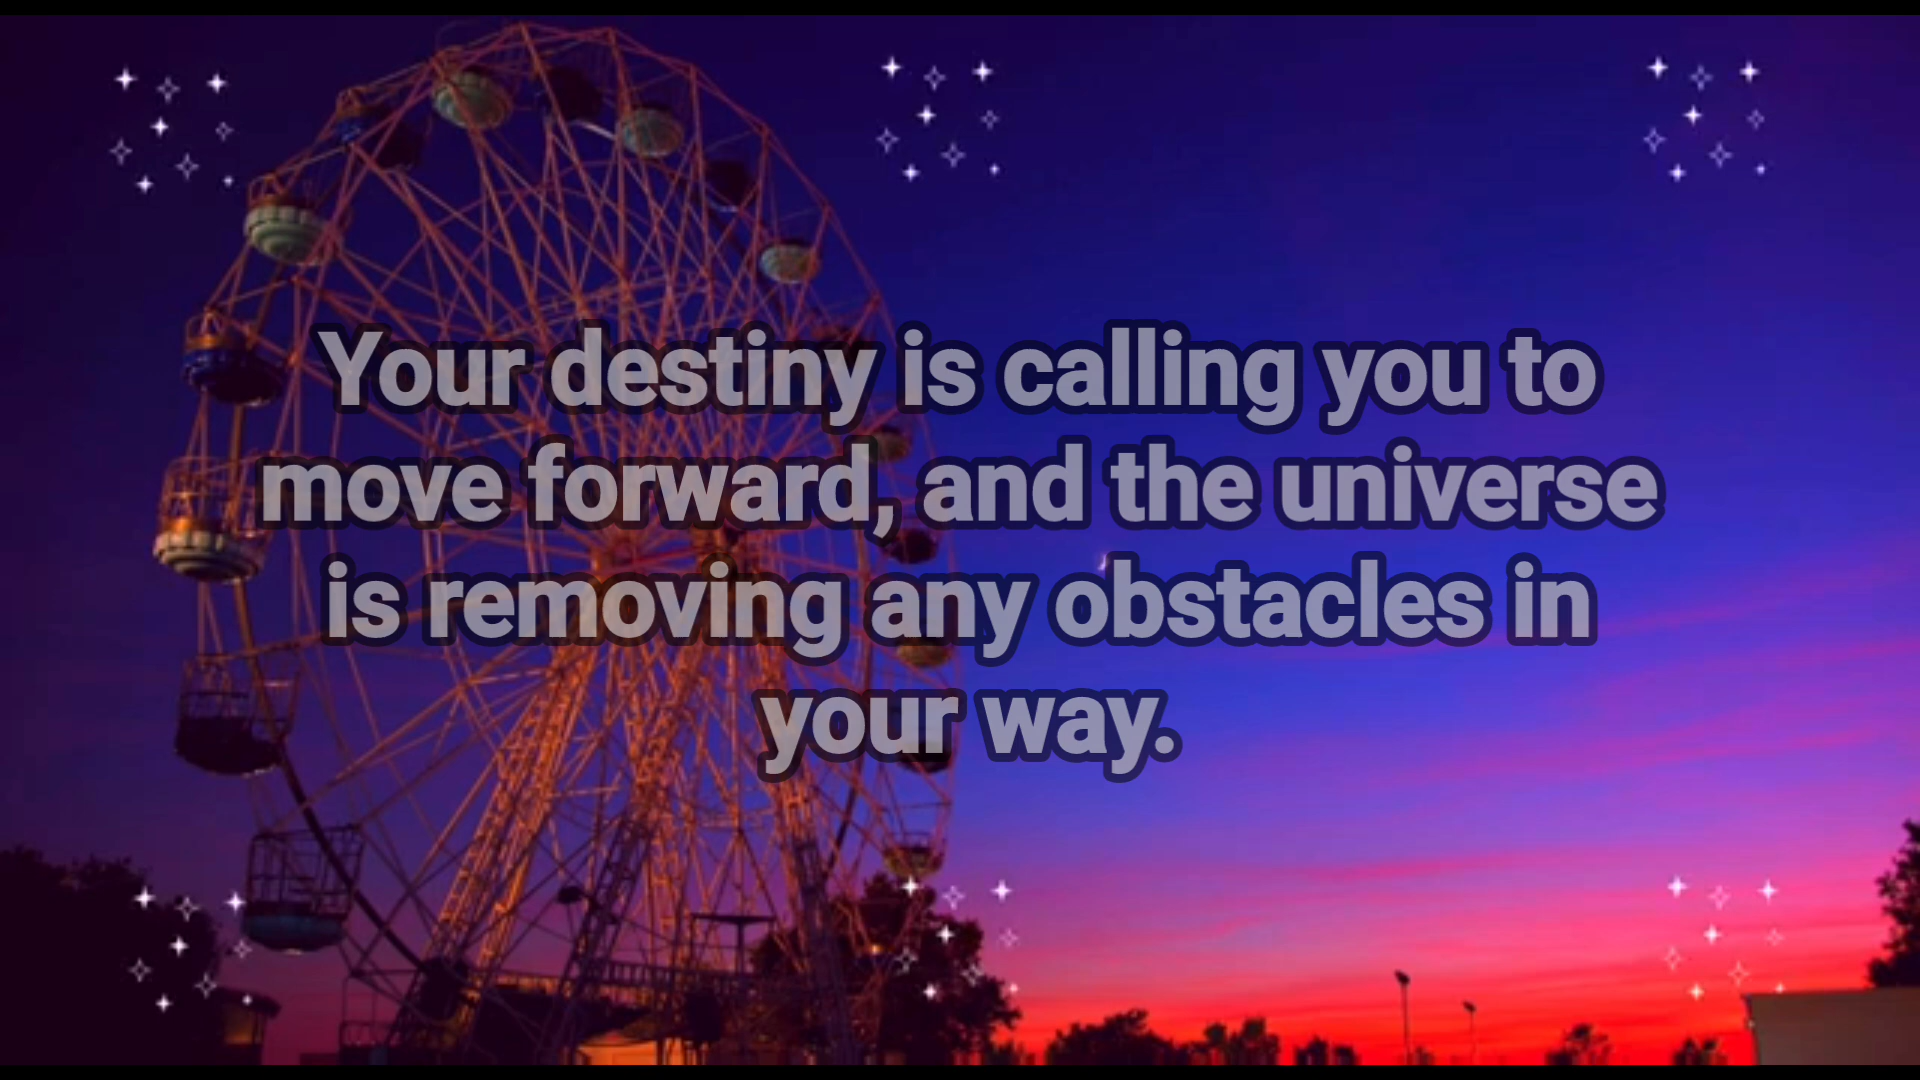 Your destiny is calling you to
move forward, and the universe
is removing any obstacles in
your way.